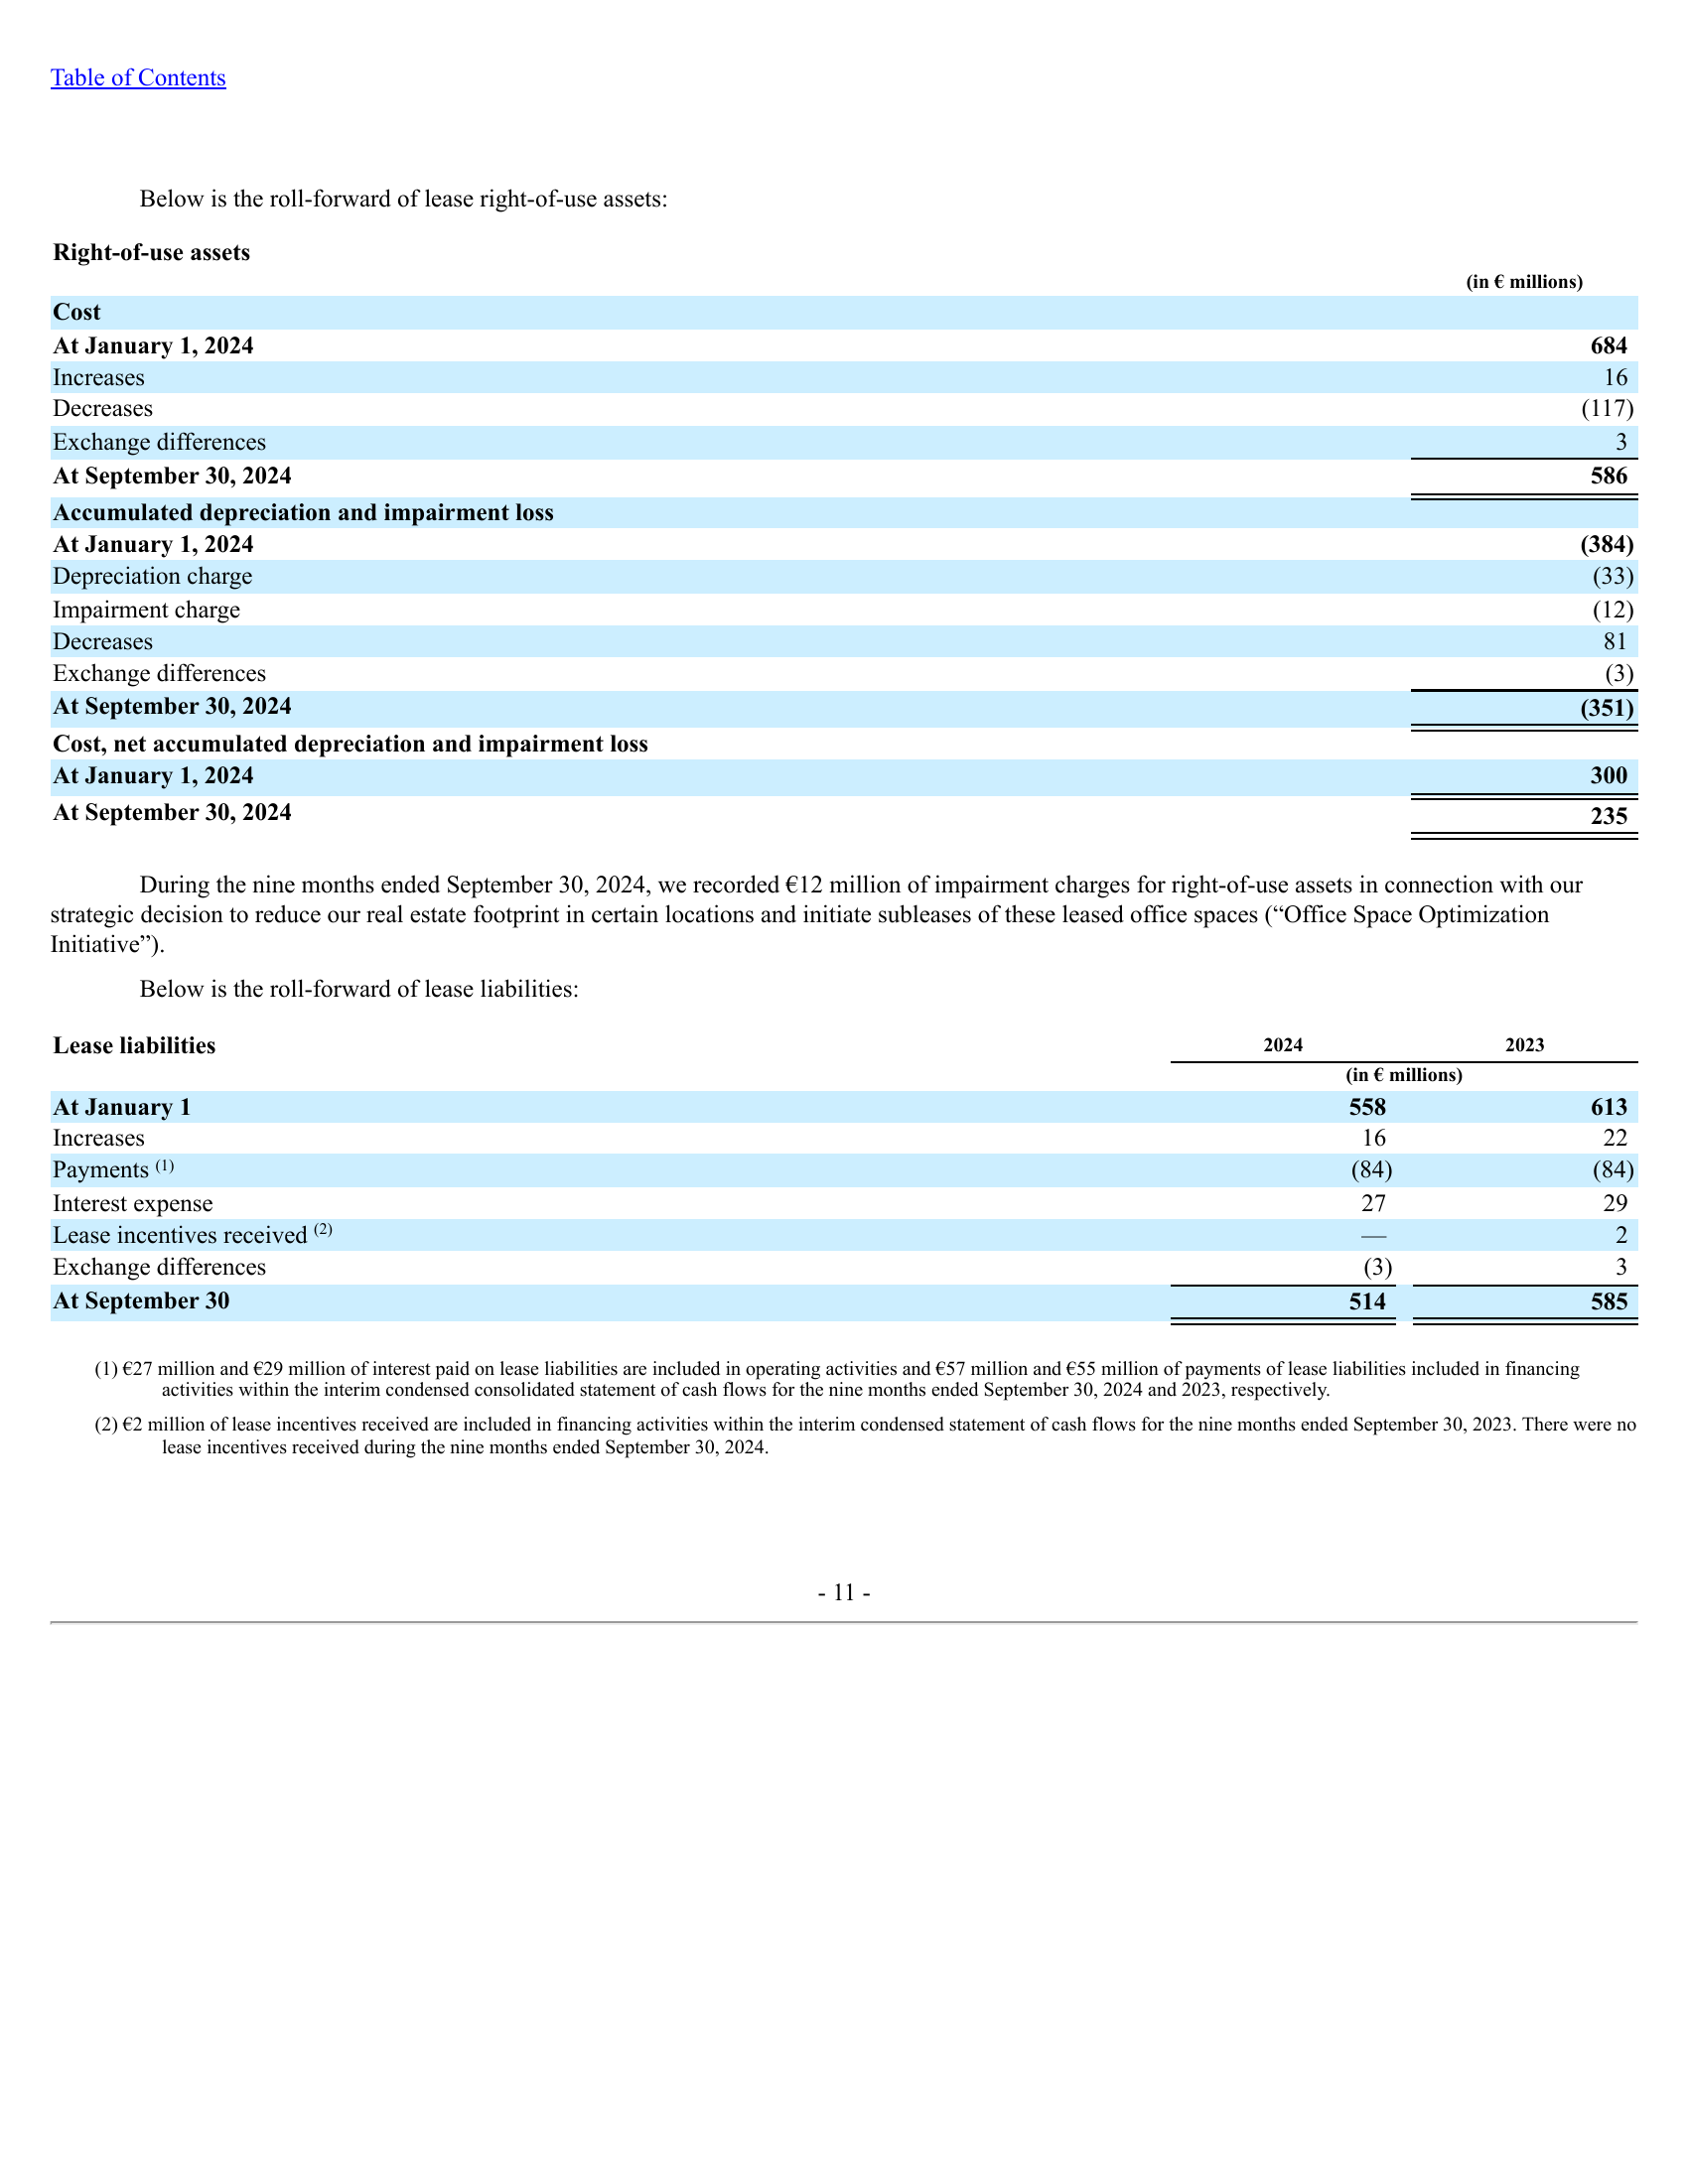 Table of Contents
Below is the roll-forward of lease right-of-use assets:
Right-of-use assets
(in € millions)
Cost
At January 1, 2024 684
Increases 16
Decreases (117)
Exchange differences 3
At September 30, 2024 586
Accumulated depreciation and impairment loss
At January 1, 2024 (384)
Depreciation charge (33)
Impairment charge (12)
Decreases 81
Exchange differences (3)
At September 30, 2024 (351)
Cost, net accumulated depreciation and impairment loss
At January 1, 2024 300
At September 30, 2024 235
During the nine months ended September 30, 2024, we recorded €12 million of impairment charges for right-of-use assets in connection with our
strategic decision to reduce our real estate footprint in certain locations and initiate subleases of these leased office spaces (“Office Space Optimization
Initiative”).
Below is the roll-forward of lease liabilities:
Lease liabilities 2024 2023
(in € millions)
At January 1 558 613
Increases 16 22
Payments (1) (84) (84)
Interest expense 27 29
Lease incentives received (2) — 2
Exchange differences (3) 3
At September 30 514 585
(1) €27 million and €29 million of interest paid on lease liabilities are included in operating activities and €57 million and €55 million of payments of lease liabilities included in financing
activities within the interim condensed consolidated statement of cash flows for the nine months ended September 30, 2024 and 2023, respectively.
(2) €2 million of lease incentives received are included in financing activities within the interim condensed statement of cash flows for the nine months ended September 30, 2023. There were no
lease incentives received during the nine months ended September 30, 2024.
- 11 -